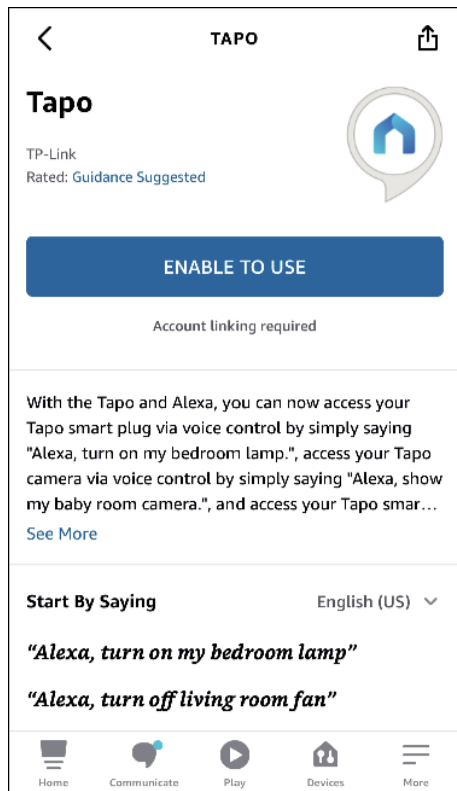 TAPO
Tapo
TP-Link
Rated: Guidance Suggested
ENABLE TO USE
Account linking required
With the Tapo and Alexa, you can now access your
Tapo smart plug via voice control by simply saying
"Alexa, turn on my bedroom lamp.", access your Tapo
camera via voice control by simply saying "Alexa, show
my baby room camera.", and access your Tapo smar...
See More
Start By Saying English (US)
“Alexa, turn on my bedroom lamp”
“Alexa, turn off living room fan”
Home Communicate Play Devices More